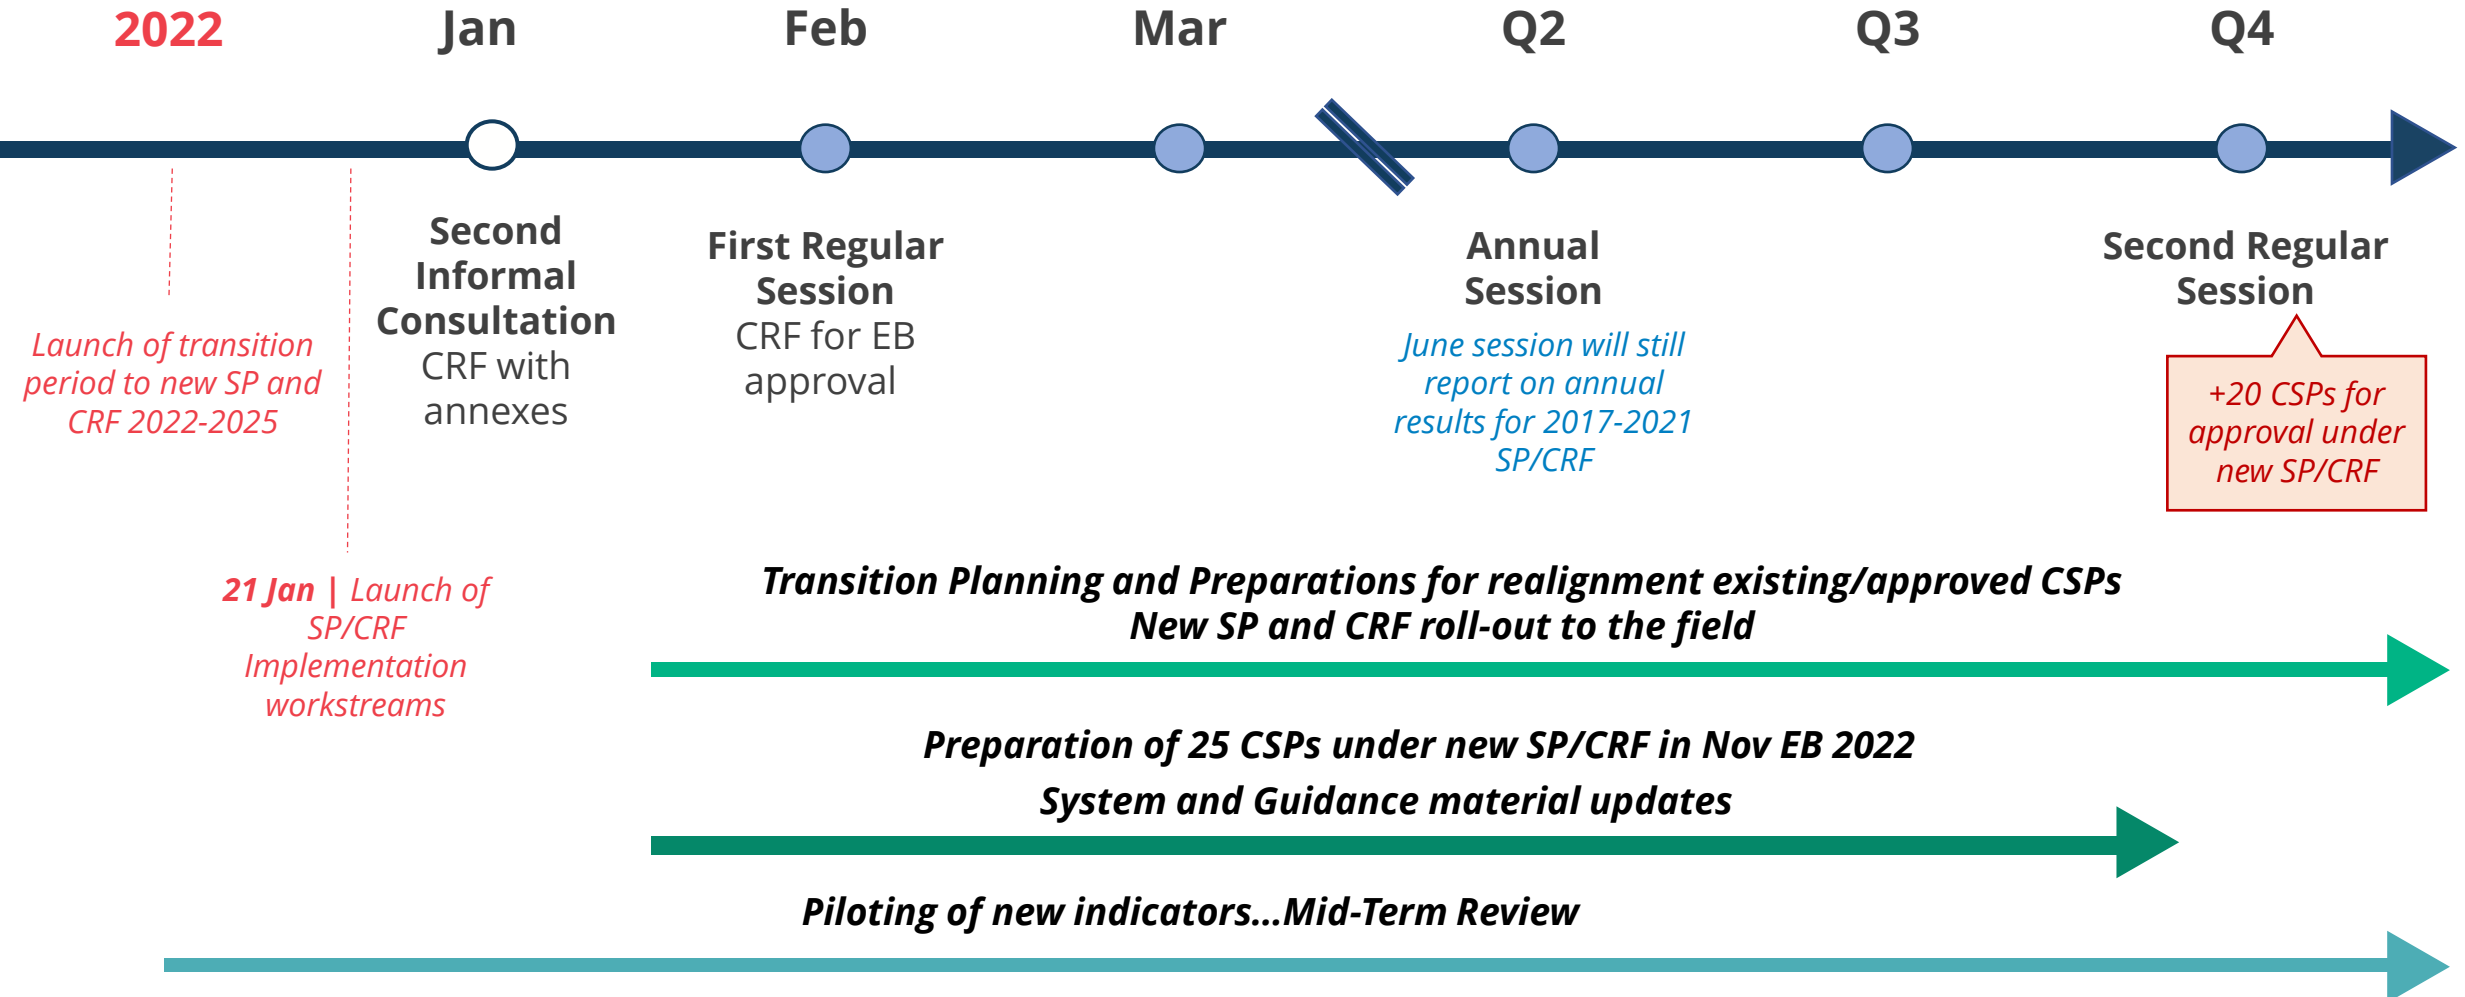 2022
Jan
Feb
Mar
Q2
Q3
Q4
Launch of transition
period to new SP and
CRF 2022-2025
21 Jan | Launch of
SP/CRF
Implementation
workstreams
Second
Informal
Consultation
CRF with
annexes
First Regular
Session
CRF for EB
approval
Annual
Session
June session will still
report on annual
results for 2017-2021
SP/CRF
Second Regular
Session
+20 CSPs for
approval under
new SP/CRF
Transition Planning and Preparations for realignment existing/approved CSPs
New SP and CRF roll-out to the field
Preparation of 25 CSPs under new SP/CRF in Nov EB 2022
System and Guidance material updates
Piloting of new indicators...Mid-Term Review